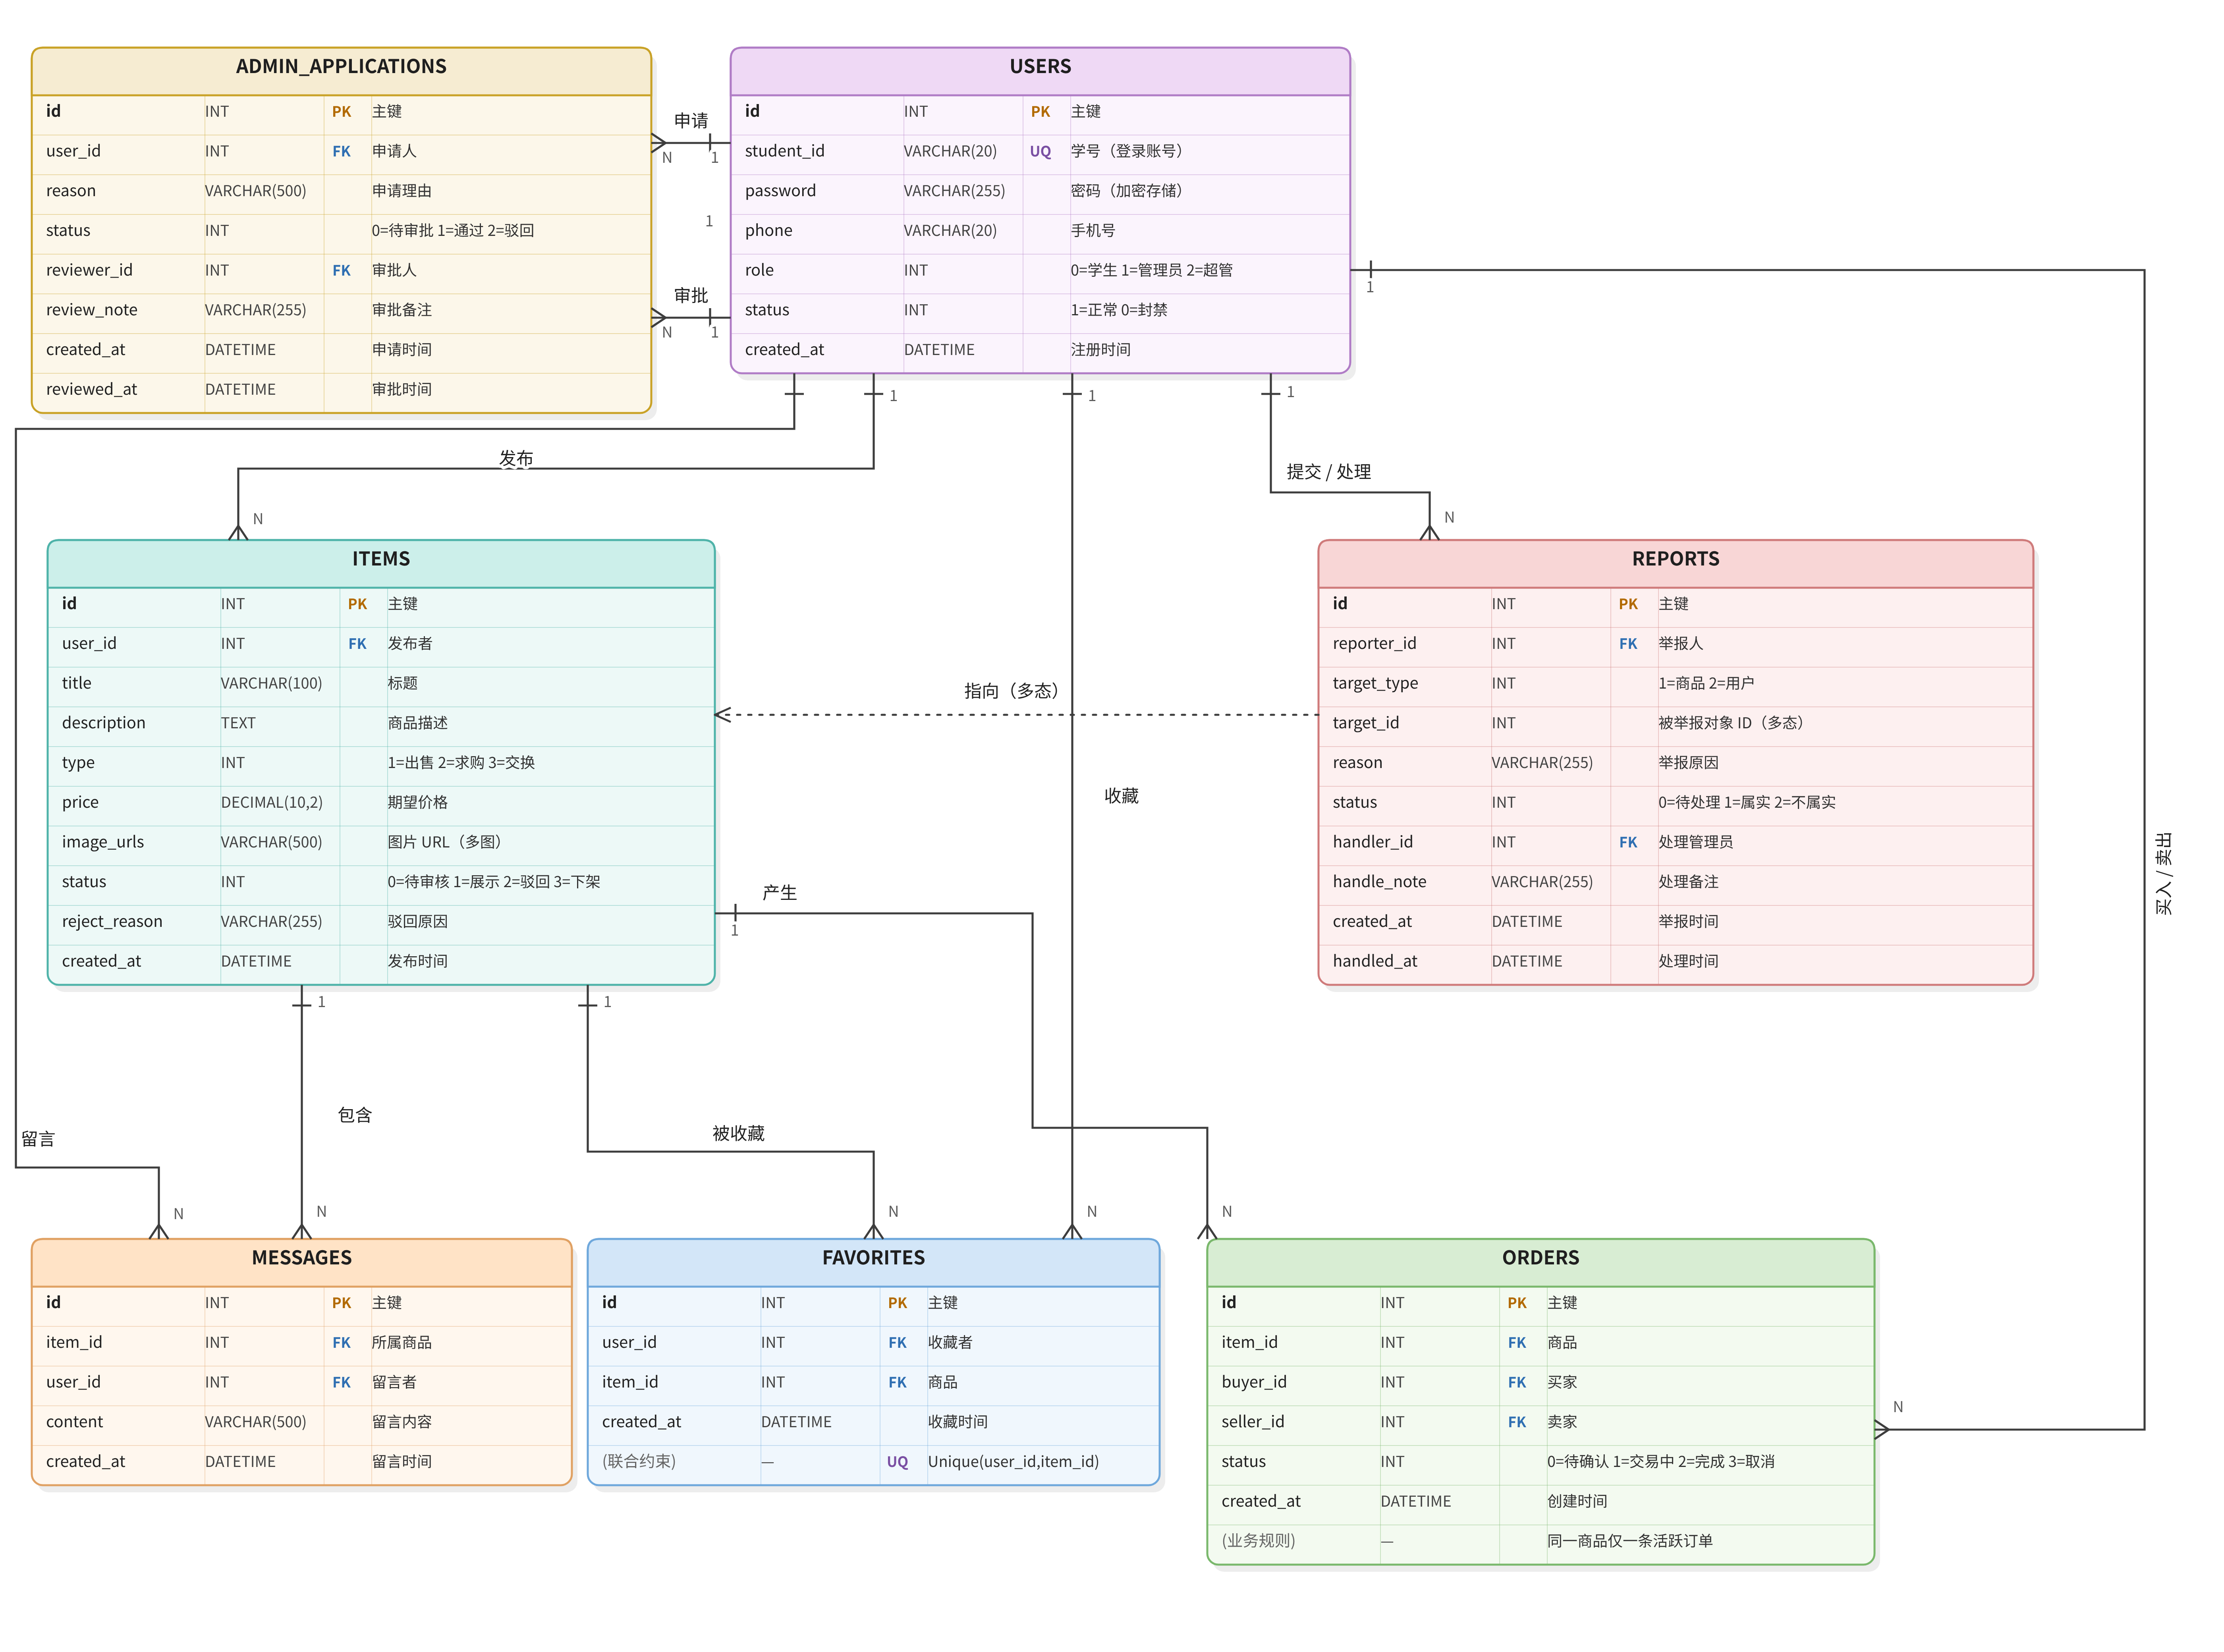 ADMIN_APPLICATIONS
id INT PK 主键
user_id INT FK 申请人
reason VARCHAR(500) 申请理由
status INT 0=待审批 1=通过 2=驳回
reviewer_id INT FK 审批人
review_note VARCHAR(255) 审批备注
created_at DATETIME 申请时间
reviewed_at DATETIME 审批时间
申请
N 1
1
审批
N 1
USERS
id INT PK 主键
student_id VARCHAR(20) UQ 学号（登录账号）
password VARCHAR(255) 密码（加密存储）
phone VARCHAR(20) 手机号
role INT 0=学生 1=管理员 2=超管
status INT 1=正常 0=封禁
created_at DATETIME 注册时间
1
1
1
1
发布
N
提交 / 处理
N
ITEMS
id INT PK 主键
user_id INT FK 发布者
title VARCHAR(100) 标题
description TEXT 商品描述
type INT 1=出售 2=求购 3=交换
price DECIMAL(10,2) 期望价格
image_urls VARCHAR(500) 图片 URL（多图）
status INT 0=待审核 1=展示 2=驳回 3=下架
reject_reason VARCHAR(255) 驳回原因
created_at DATETIME 发布时间
指向（多态）
收藏
产生
1
REPORTS
id INT PK 主键
reporter_id INT FK 举报人
target_type INT 1=商品 2=用户
target_id INT 被举报对象 ID（多态）
reason VARCHAR(255) 举报原因
status INT 0=待处理 1=属实 2=不属实
handler_id INT FK 处理管理员
handle_note VARCHAR(255) 处理备注
created_at DATETIME 举报时间
handled_at DATETIME 处理时间
买入 / 卖出
1
1
包含
被收藏
留言
N
N
N
N
N
MESSAGES
id INT PK 主键
item_id INT FK 所属商品
user_id INT FK 留言者
content VARCHAR(500) 留言内容
created_at DATETIME 留言时间
FAVORITES
id INT PK 主键
user_id INT FK 收藏者
item_id INT FK 商品
created_at DATETIME 收藏时间
(联合约束) — UQ Unique(user_id,item_id)
ORDERS
id INT PK 主键
item_id INT FK 商品
buyer_id INT FK 买家
seller_id INT FK 卖家
status INT 0=待确认 1=交易中 2=完成 3=取消
created_at DATETIME 创建时间
(业务规则) — 同一商品仅一条活跃订单
N